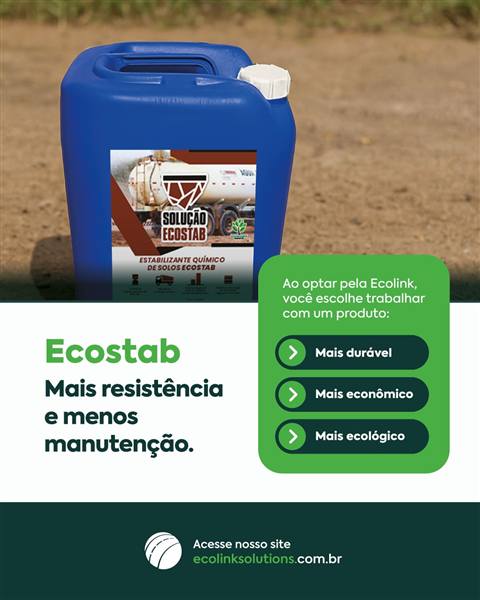 SOLUÇÃO
ECOSTAB
ESTABILIZANTE QUÍMICO
DE SOLOS ECOSTAB
Ao optar pela Ecolink,
você escolhe trabalhar
com um produto:
Mais durável
Mais econômico
Mais ecológico
Ecostab
Mais resistência
e menos
manutenção.
Acesse nosso site
ecolinksolutions.com.br